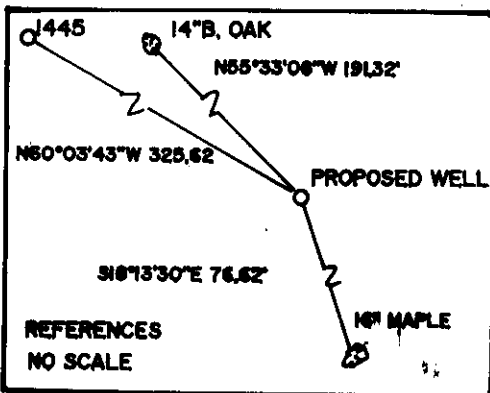 1445
14"B, OAK
N55°33'06"W 191,32'
N60°03'43"W 325,62
PROPOSED WELL
S18°13'30"E 76,62'
16" MAPLE
REFERENCES
NO SCALE